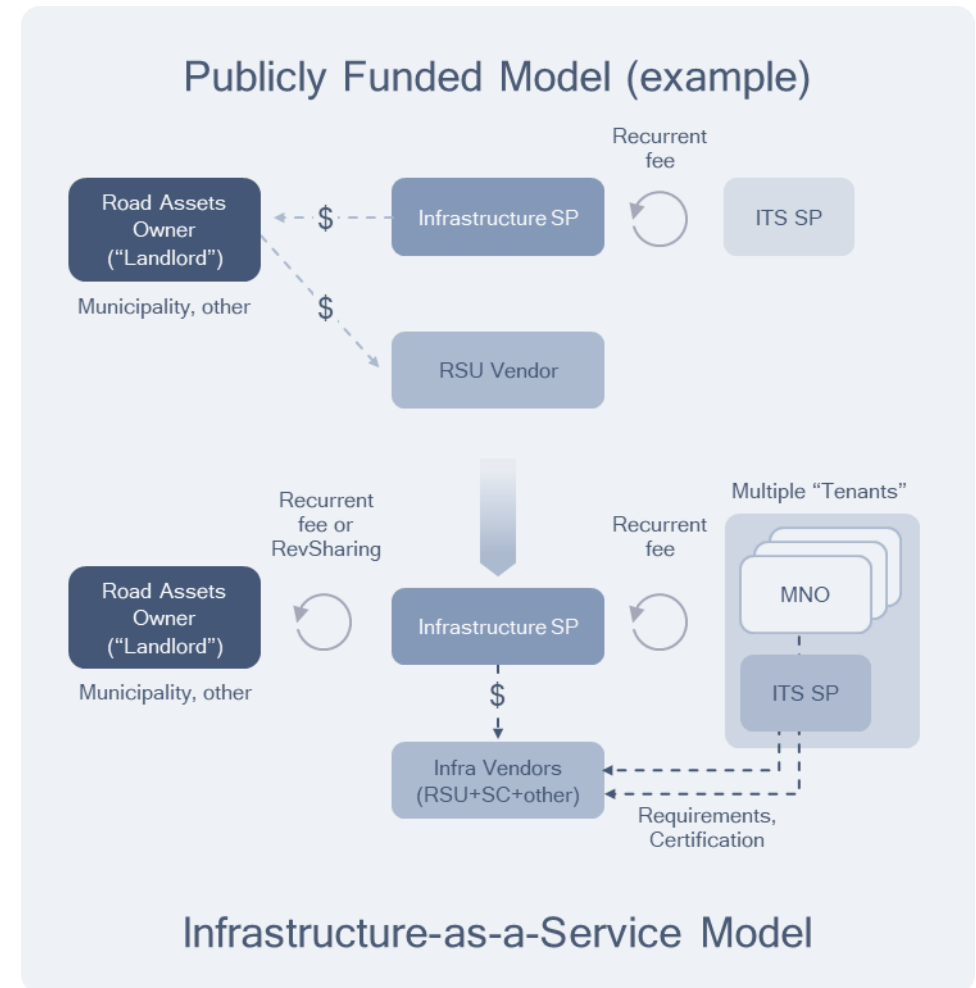 Publicly Funded Model (example)
Recurrent
fee
Road Assets
Owner
(“Landlord”)
$
Infrastructure SP
ITS SP
Municipality, other
$
RSU Vendor
Multiple “Tenants”
Recurrent
fee or
RevSharing
Recurrent
fee
Road Assets
Owner
(“Landlord”)
Infrastructure SP
MNO
Municipality, other
$
ITS SP
Infra Vendors
(RSU+SC+other)
Requirements,
Certification
Infrastructure-as-a-Service Model